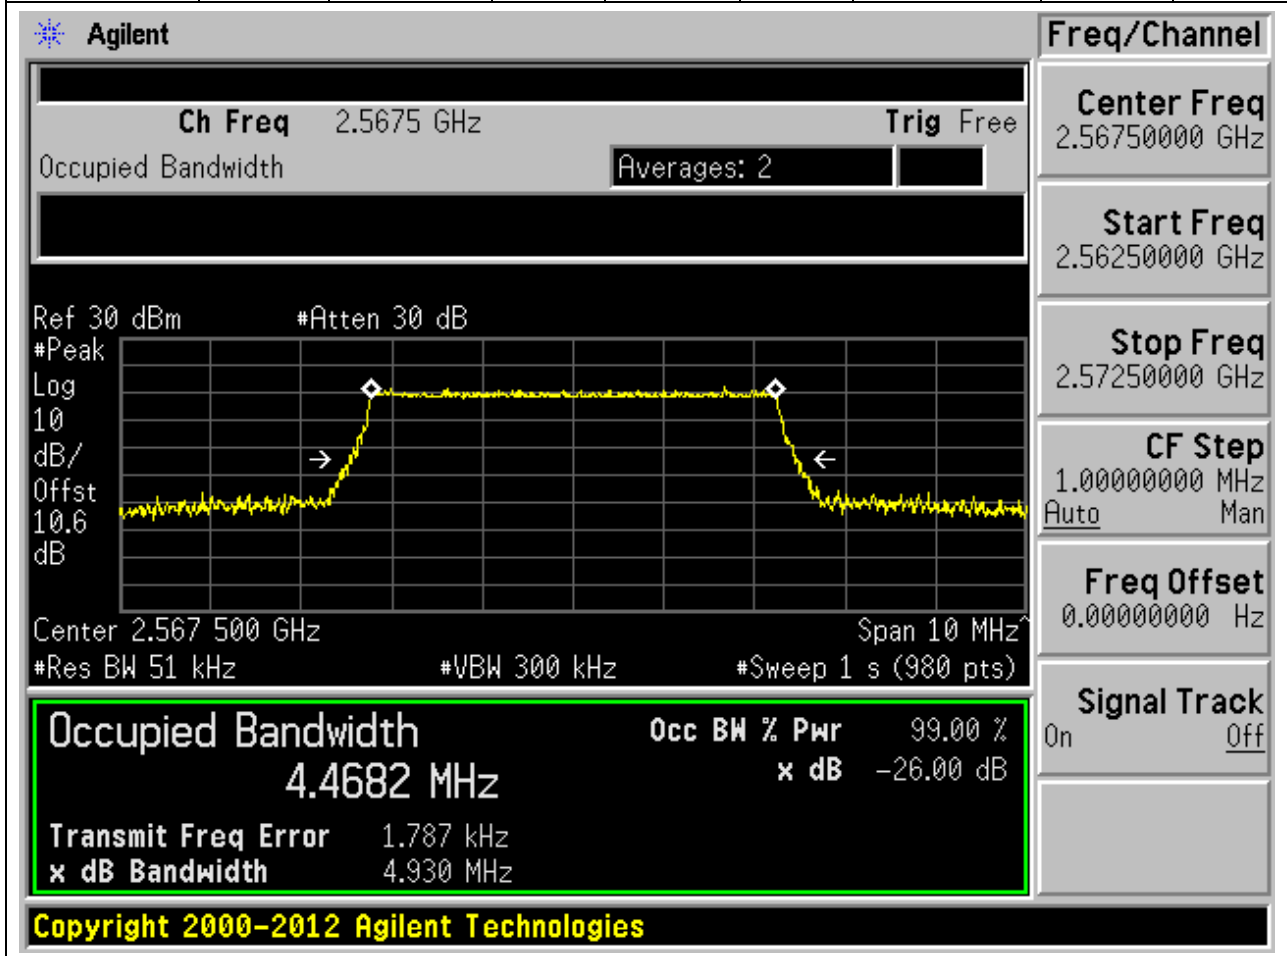 Agilent
Freq/Channel
Ch Freq 2.5675 GHz Trig Free
Occupied Bandwidth Averages: 2
Center Freq
2.56750000 GHz
Start Freq
2.56250000 GHz
Stop Freq
2.57250000 GHz
CF Step
1.00000000 MHz
Auto Man
Freq Offset
0.00000000 Hz
Signal Track
On Off
Ref 30 dBm #Atten 30 dB
#Peak
Log
10
dB/
Offst
10.6
dB
Center 2.567 500 GHz Span 10 MHz^
#Res BW 51 kHz #VBW 300 kHz #Sweep 1 s (980 pts)
Occupied Bandwidth Occ BW % Pwr 99.00 %
4.4682 MHz x dB -26.00 dB
Transmit Freq Error 1.787 kHz
x dB Bandwidth 4.930 MHz
Copyright 2000-2012 Agilent Technologies